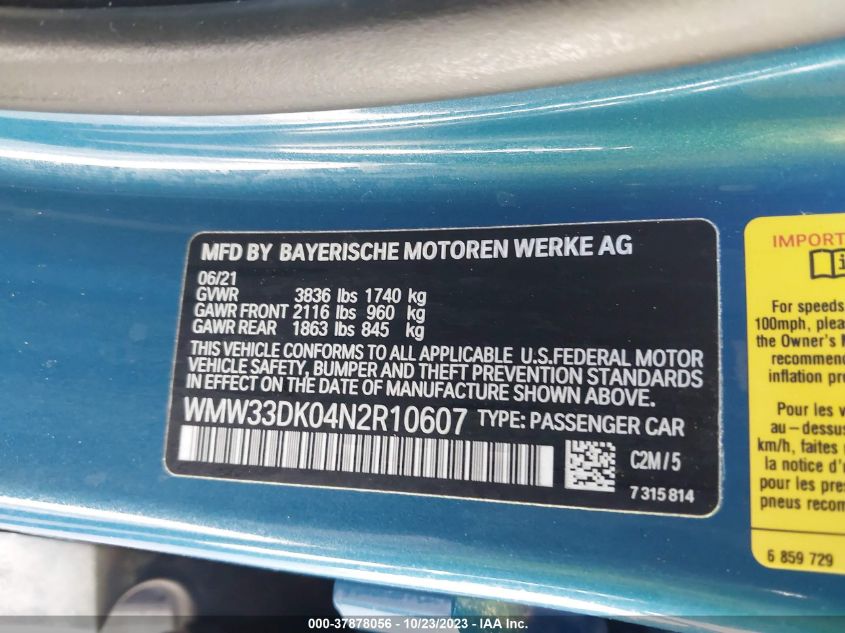 MFD BY BAYERISCHE MOTOREN WERKE AG
06/21
GVWR 3836 lbs 1740 kg
GAWR FRONT 2116 lbs 960 kg
GAWR REAR 1863 lbs 845 kg
THIS VEHICLE CONFORMS TO ALL APPLICABLE U.S.FEDERAL MOTOR
VEHICLE SAFETY, BUMPER AND THEFT PREVENTION STANDARDS
IN EFFECT ON THE DATE OF MANUFACTURE SHOWN ABOVE.
WMW33DK04N2R10607 TYPE: PASSENGER CAR
C2M/5
7 315 814
IMPORT
For speeds
100mph, plea
the Owner's M
recommen
inflation pre
Pour les v
au-dessus
km/h, faites
la notice d'u
pour les pre
pneus recom
6 859 729
000-37878056 - 10/23/2023 - IAA Inc.